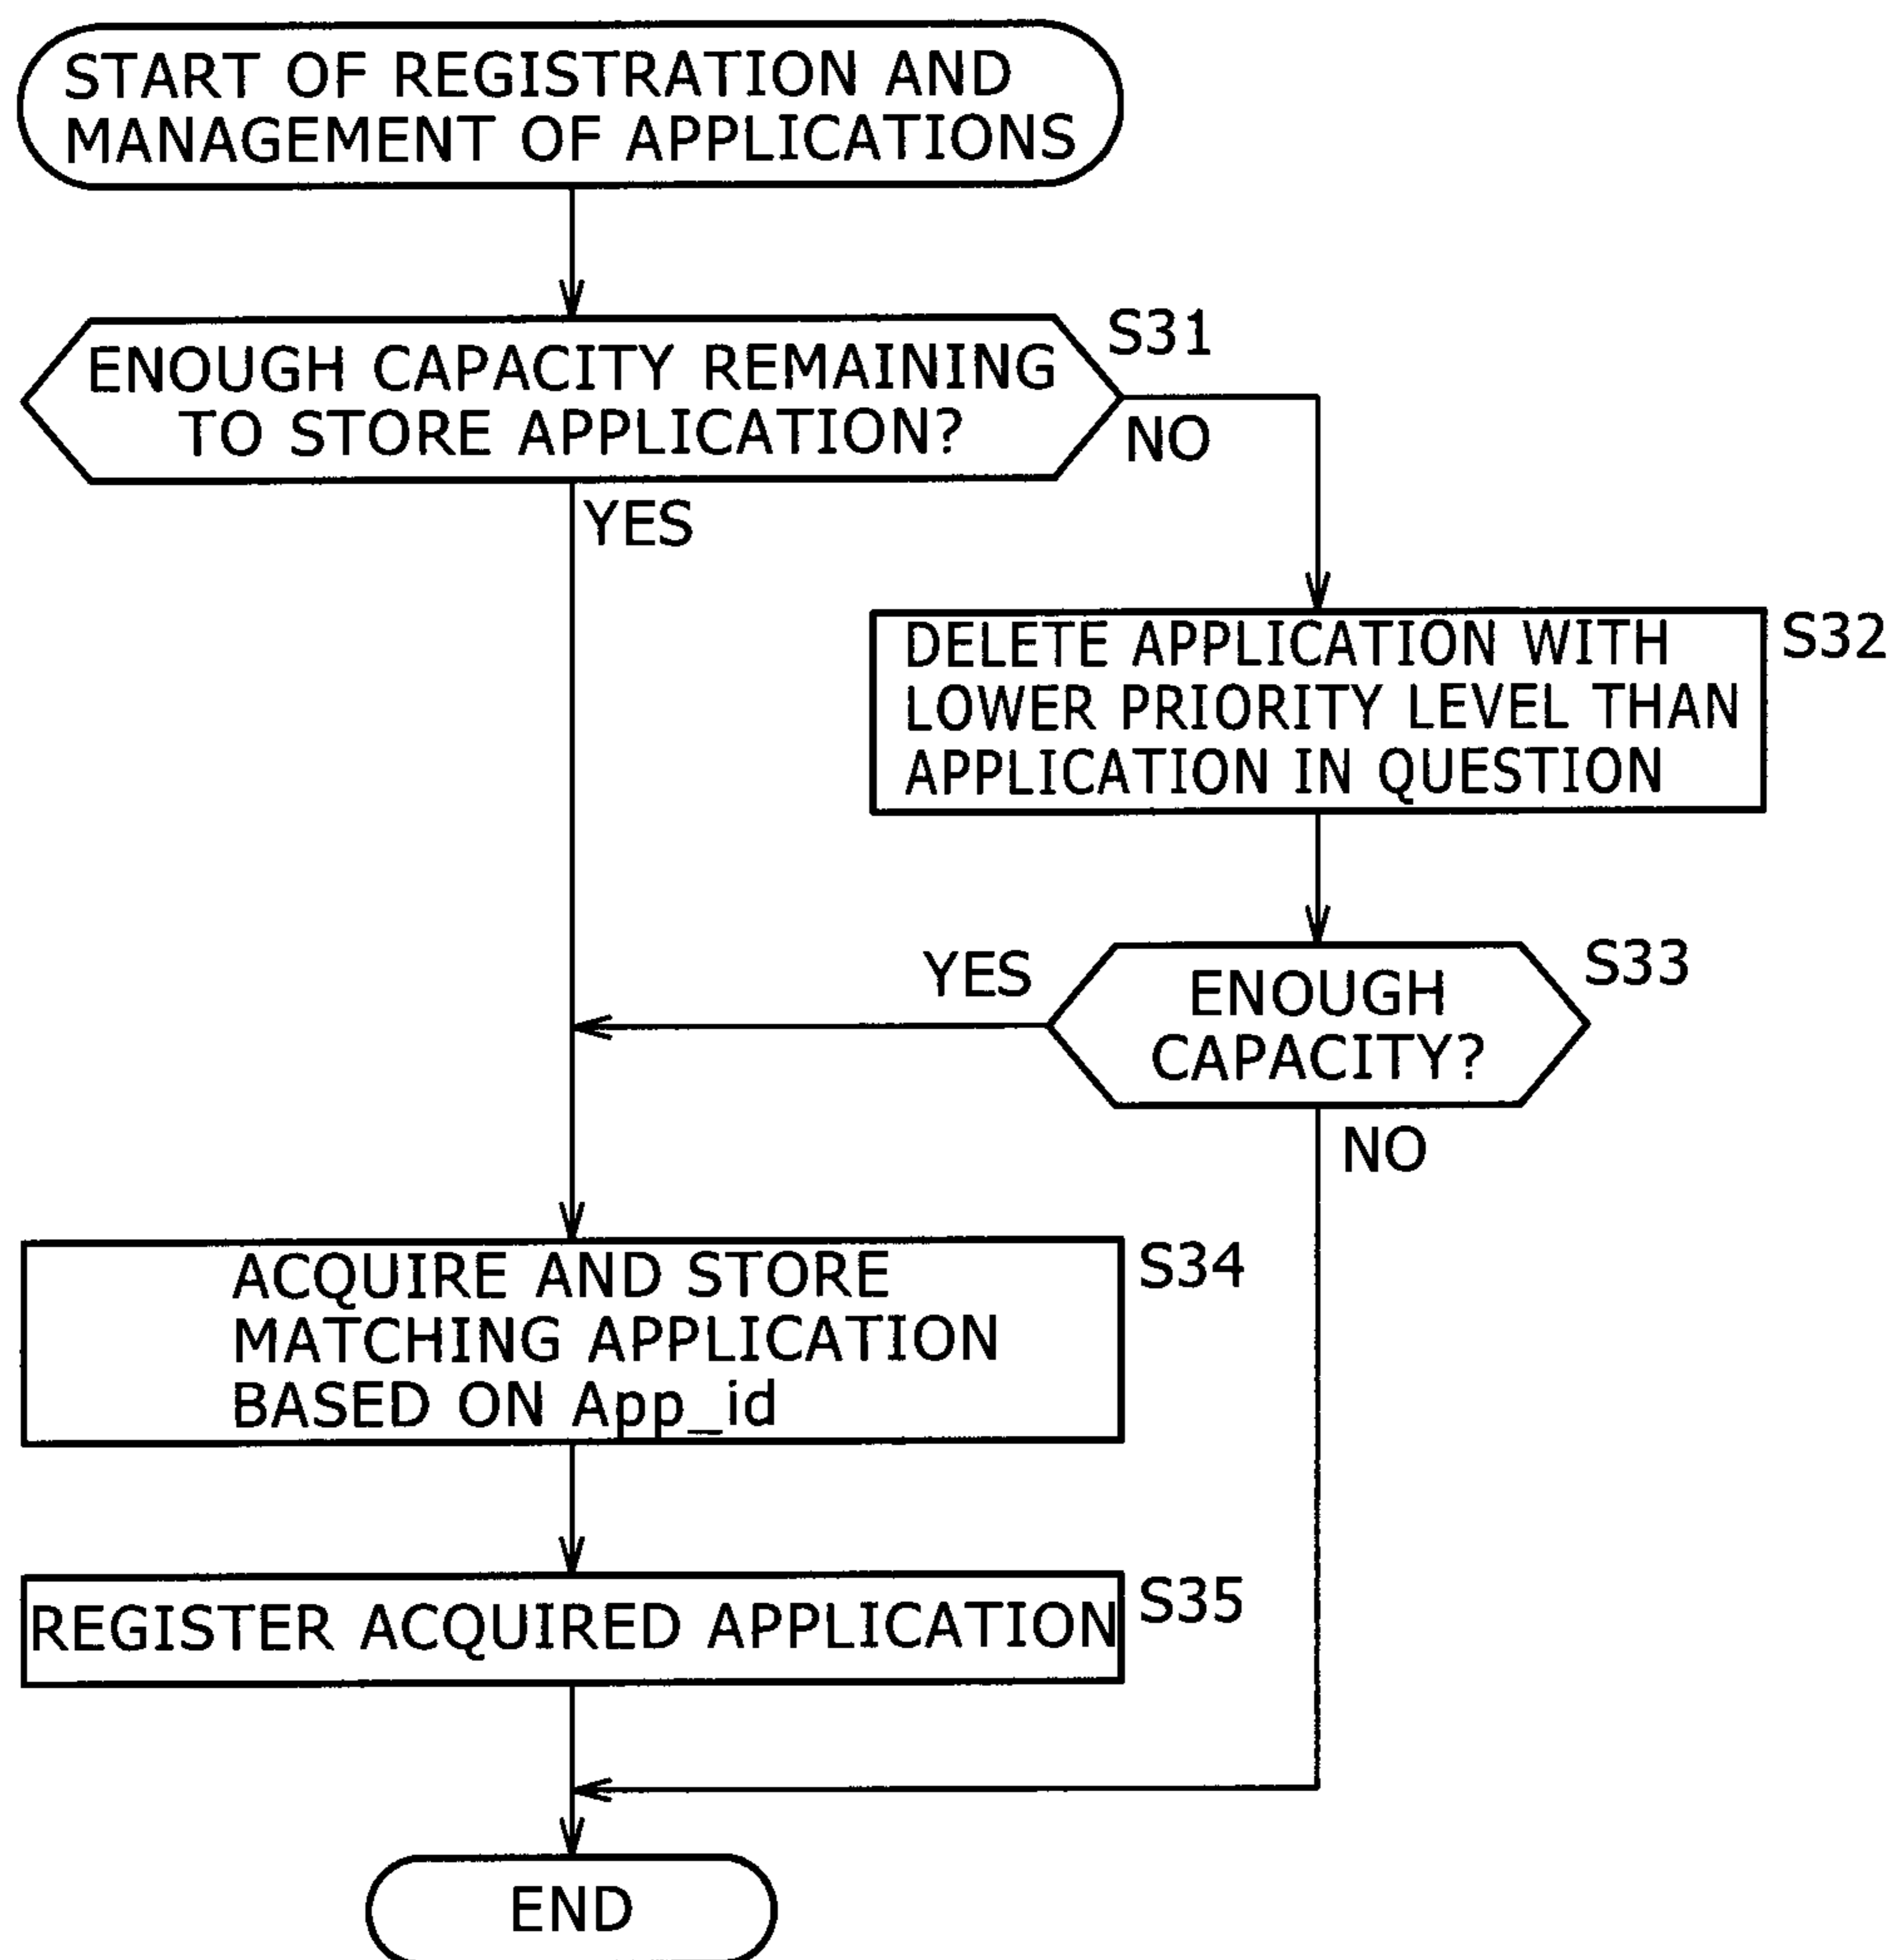 START OF REGISTRATION AND
MANAGEMENT OF APPLICATIONS
ENOUGH CAPACITY REMAINING
TO STORE APPLICATION?
S31
NO
YES
DELETE APPLICATION WITH
LOWER PRIORITY LEVEL THAN
APPLICATION IN QUESTION
S32
ENOUGH
CAPACITY?
S33
YES
NO
ACQUIRE AND STORE
MATCHING APPLICATION
BASED ON App_id
S34
REGISTER ACQUIRED APPLICATION
S35
END